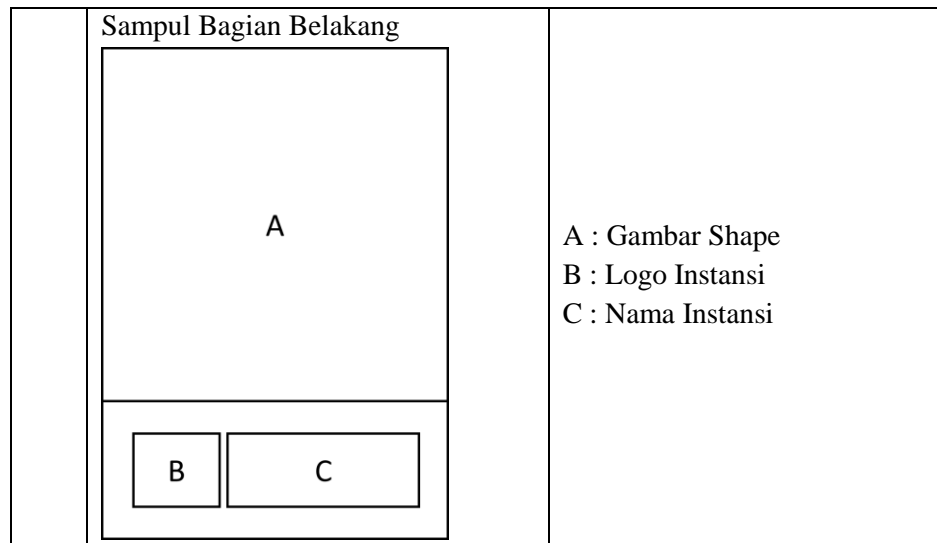 Sampul Bagian Belakang
A
B
C
A : Gambar Shape
B : Logo Instansi
C : Nama Instansi